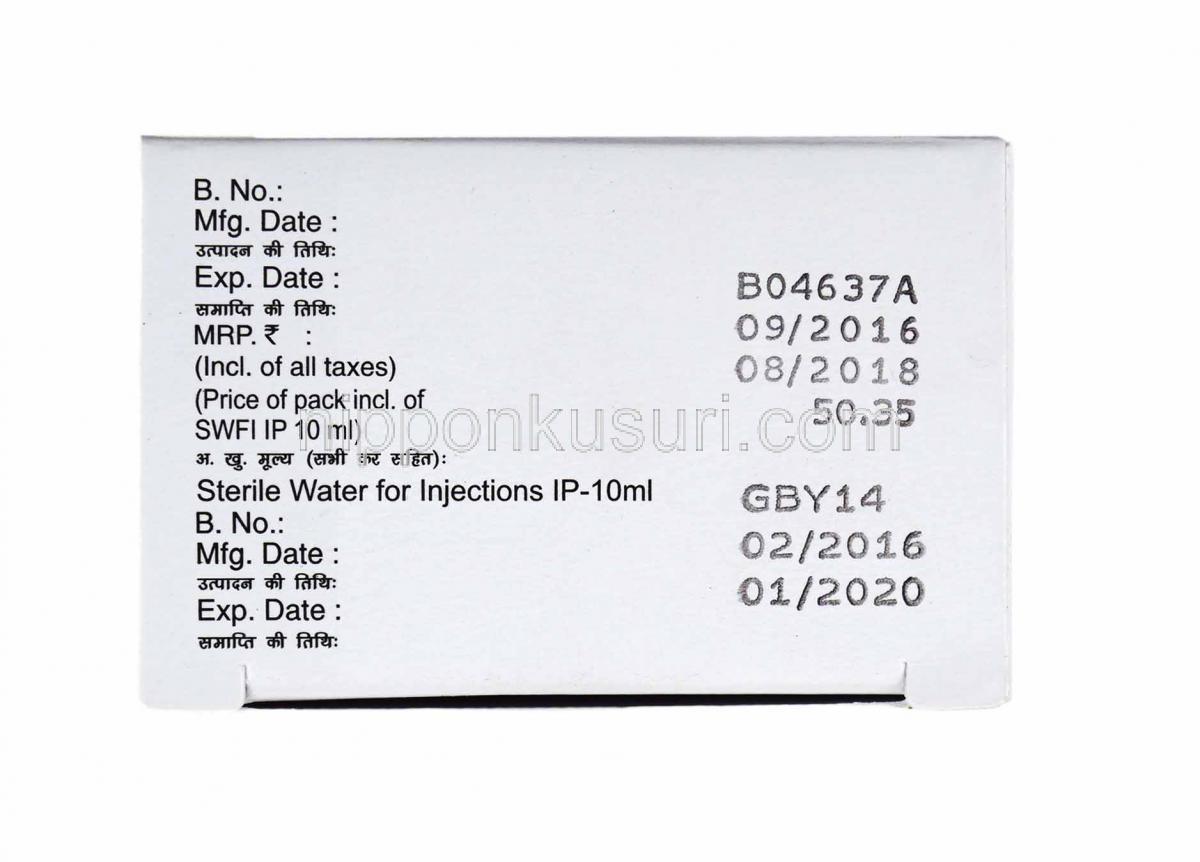 B. No.:
Mfg. Date :
उत्पादन की तिथिः
Exp. Date :
समाप्ति की तिथिः
MRP. ₹ :
(Incl. of all taxes)
(Price of pack incl. of
SWFI IP 10 ml)
अ. खु. मूल्य (सभी कर सहित):
B04637A
09/2016
08/2018
50.35
nipponkusuri.com
Sterile Water for Injections IP-10ml
B. No.:
Mfg. Date :
उत्पादन की तिथिः
Exp. Date :
समाप्ति की तिथिः
GBY14
02/2016
01/2020